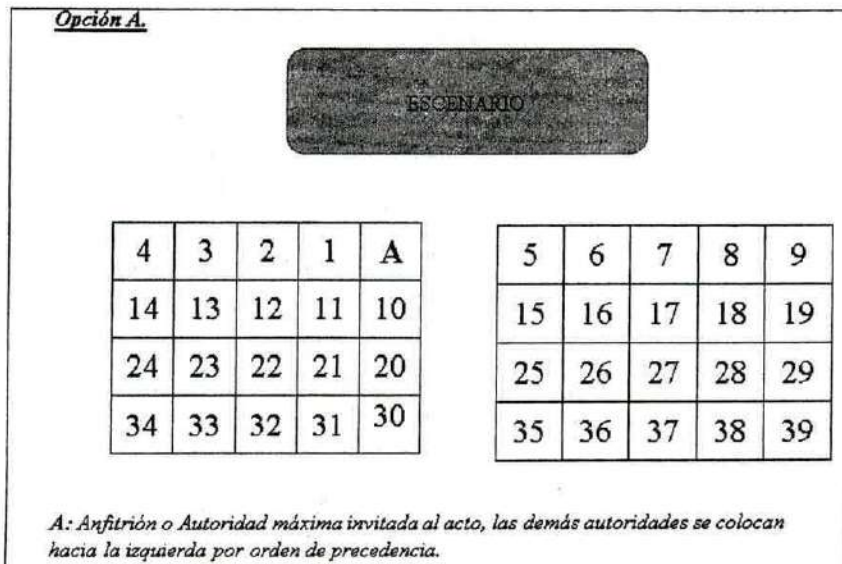 Opción A.
ESCENARIO
4 3 2 1 A
14 13 12 11 10
24 23 22 21 20
34 33 32 31 30
5 6 7 8 9
15 16 17 18 19
25 26 27 28 29
35 36 37 38 39
A: Anfitrión o Autoridad máxima invitada al acto, las demás autoridades se colocan
hacia la izquierda por orden de precedencia.